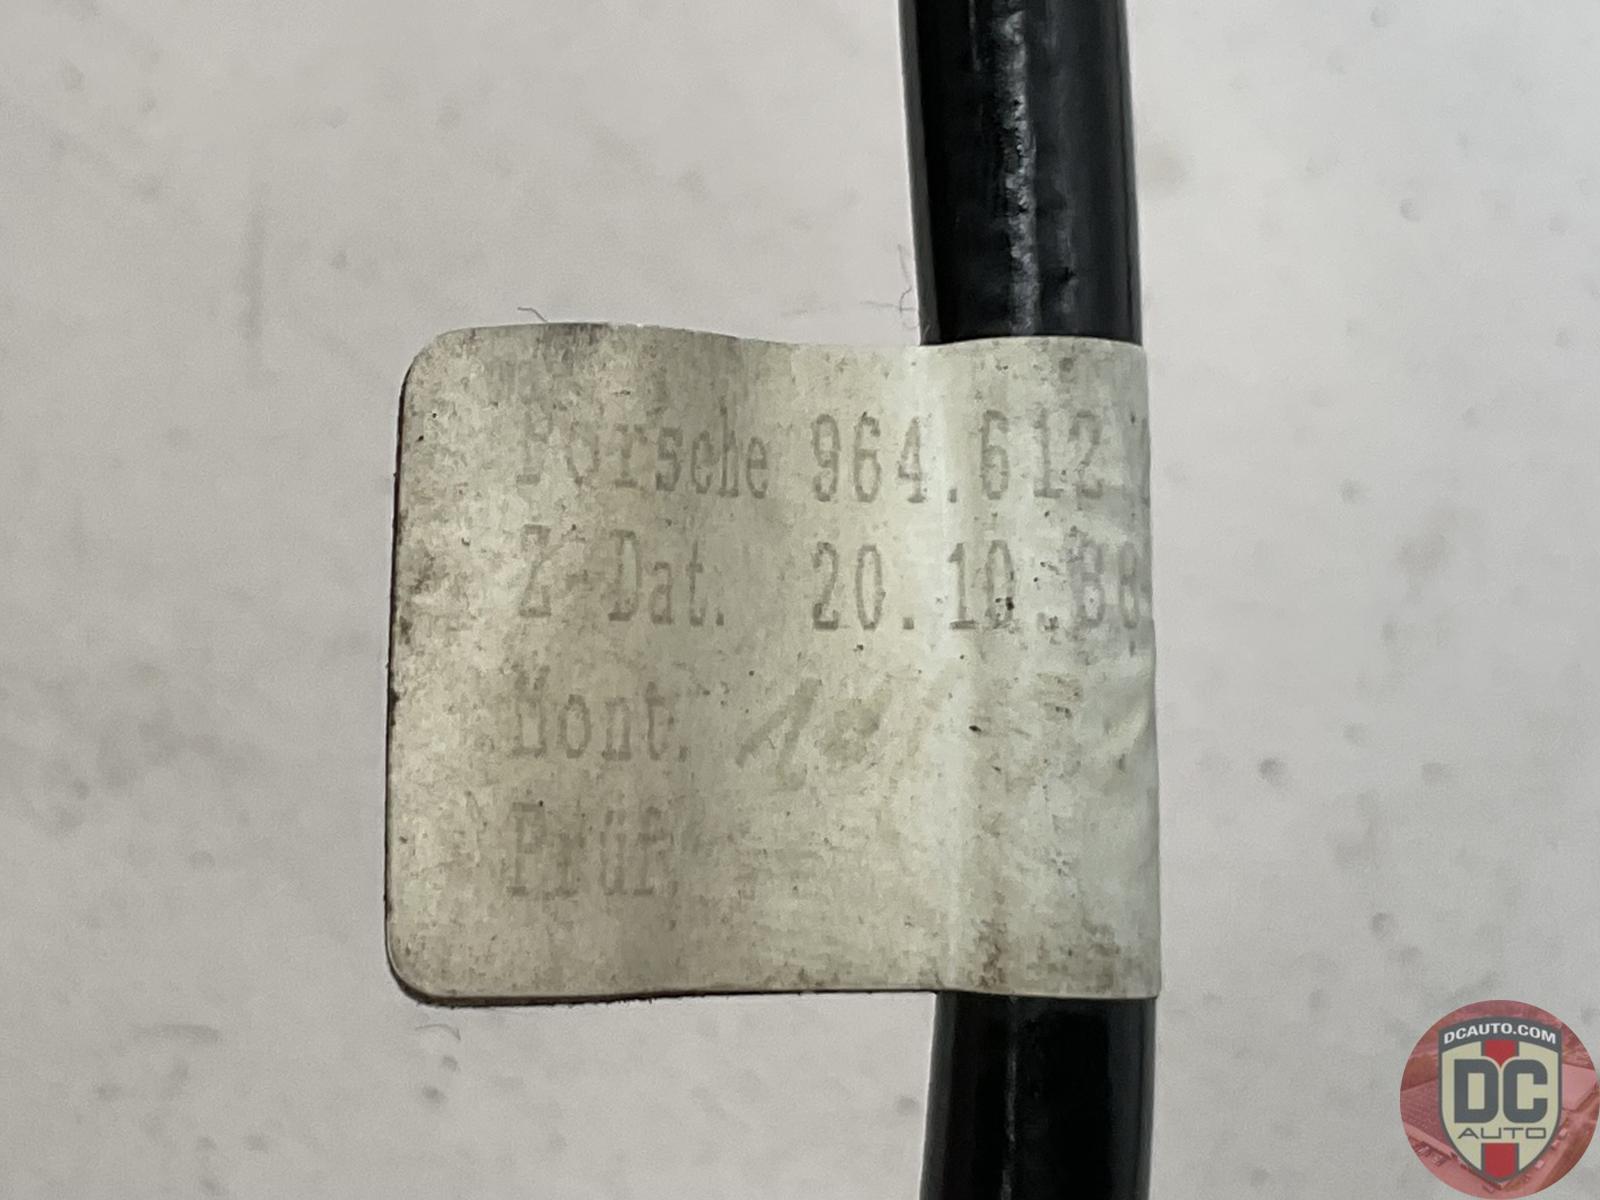 Porsche 964.612.
Z-Dat. 20.10.88
Mont.
Prüf.
DCAUTO.COM
DC
AUTO